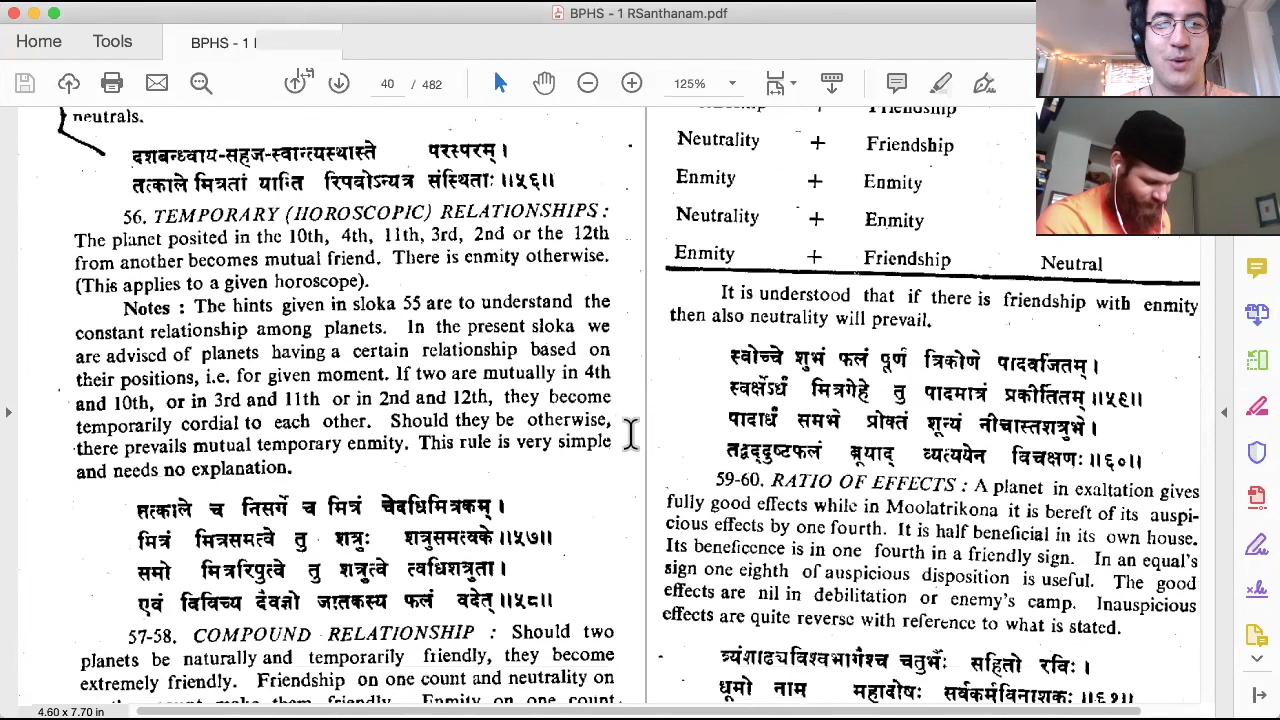 BPHS - 1 RSanthanam.pdf
Home
Tools
BPHS - 1
40 / 485
125%
neutrals.
दशबन्ध्वाय-सहज-स्वान्त्यस्थास्ते परस्परम् ।
तत्काले मित्रतां यान्ति रिपवोऽन्यत्र संस्थिताः ॥५६॥
56. TEMPORARY (HOROSCOPIC) RELATIONSHIPS :
The planet posited in the 10th, 4th, 11th, 3rd, 2nd or the 12th
from another becomes mutual friend. There is enmity otherwise.
(This applies to a given horoscope).
Notes : The hints given in sloka 55 are to understand the
constant relationship among planets. In the present sloka we
are advised of planets having a certain relationship based on
their positions, i.e. for given moment. If two are mutually in 4th
and 10th, or in 3rd and 11th or in 2nd and 12th, they become
temporarily cordial to each other. Should they be otherwise,
there prevails mutual temporary enmity. This rule is very simple
and needs no explanation.
तत्काले च निसर्गे च मित्रं चेदधिमित्रकम् ।
मित्रं मित्रसमत्वे तु शत्रुः शत्रुसमत्वके ॥५७॥
समो मित्ररिपुत्वे तु शत्रुत्वे त्वधिशत्रुता ।
एवं विविच्य दैवज्ञो जातकस्य फलं वदेत् ॥५८॥
57-58. COMPOUND RELATIONSHIP : Should two
planets be naturally and temporarily friendly, they become
extremely friendly. Friendship on one count and neutrality on
make them friendly. Enmity on one count
+ Friendship
Neutrality + Friendship
Enmity + Enmity
Neutrality + Enmity
Enmity + Friendship Neutral
It is understood that if there is friendship with enmity
then also neutrality will prevail.
स्वोच्चे शुभं फलं पूर्णं त्रिकोणे पादवर्जितम् ।
स्वर्क्षेऽर्धं मित्रगेहे तु पादमात्रं प्रकीर्तितम् ॥५९॥
पादार्धं समभे प्रोक्तं शून्यं नीचास्तशत्रुभे ।
तद्वद्दुष्टफलं ब्रूयाद् व्यत्ययेन विचक्षणः ॥६०॥
59-60. RATIO OF EFFECTS : A planet in exaltation gives
fully good effects while in Moolatrikona it is bereft of its auspi-
cious effects by one fourth. It is half beneficial in its own house.
Its beneficence is in one fourth in a friendly sign. In an equal's
sign one eighth of auspicious disposition is useful. The good
effects are nil in debilitation or enemy's camp. Inauspicious
effects are quite reverse with reference to what is stated.
त्र्यंशाढ्यविश्वभागैश्च चतुर्भैः सहितो रविः ।
धूमो नाम महादोषः सर्वकर्मविनाशकः ॥६१॥
4.60 x 7.70 in